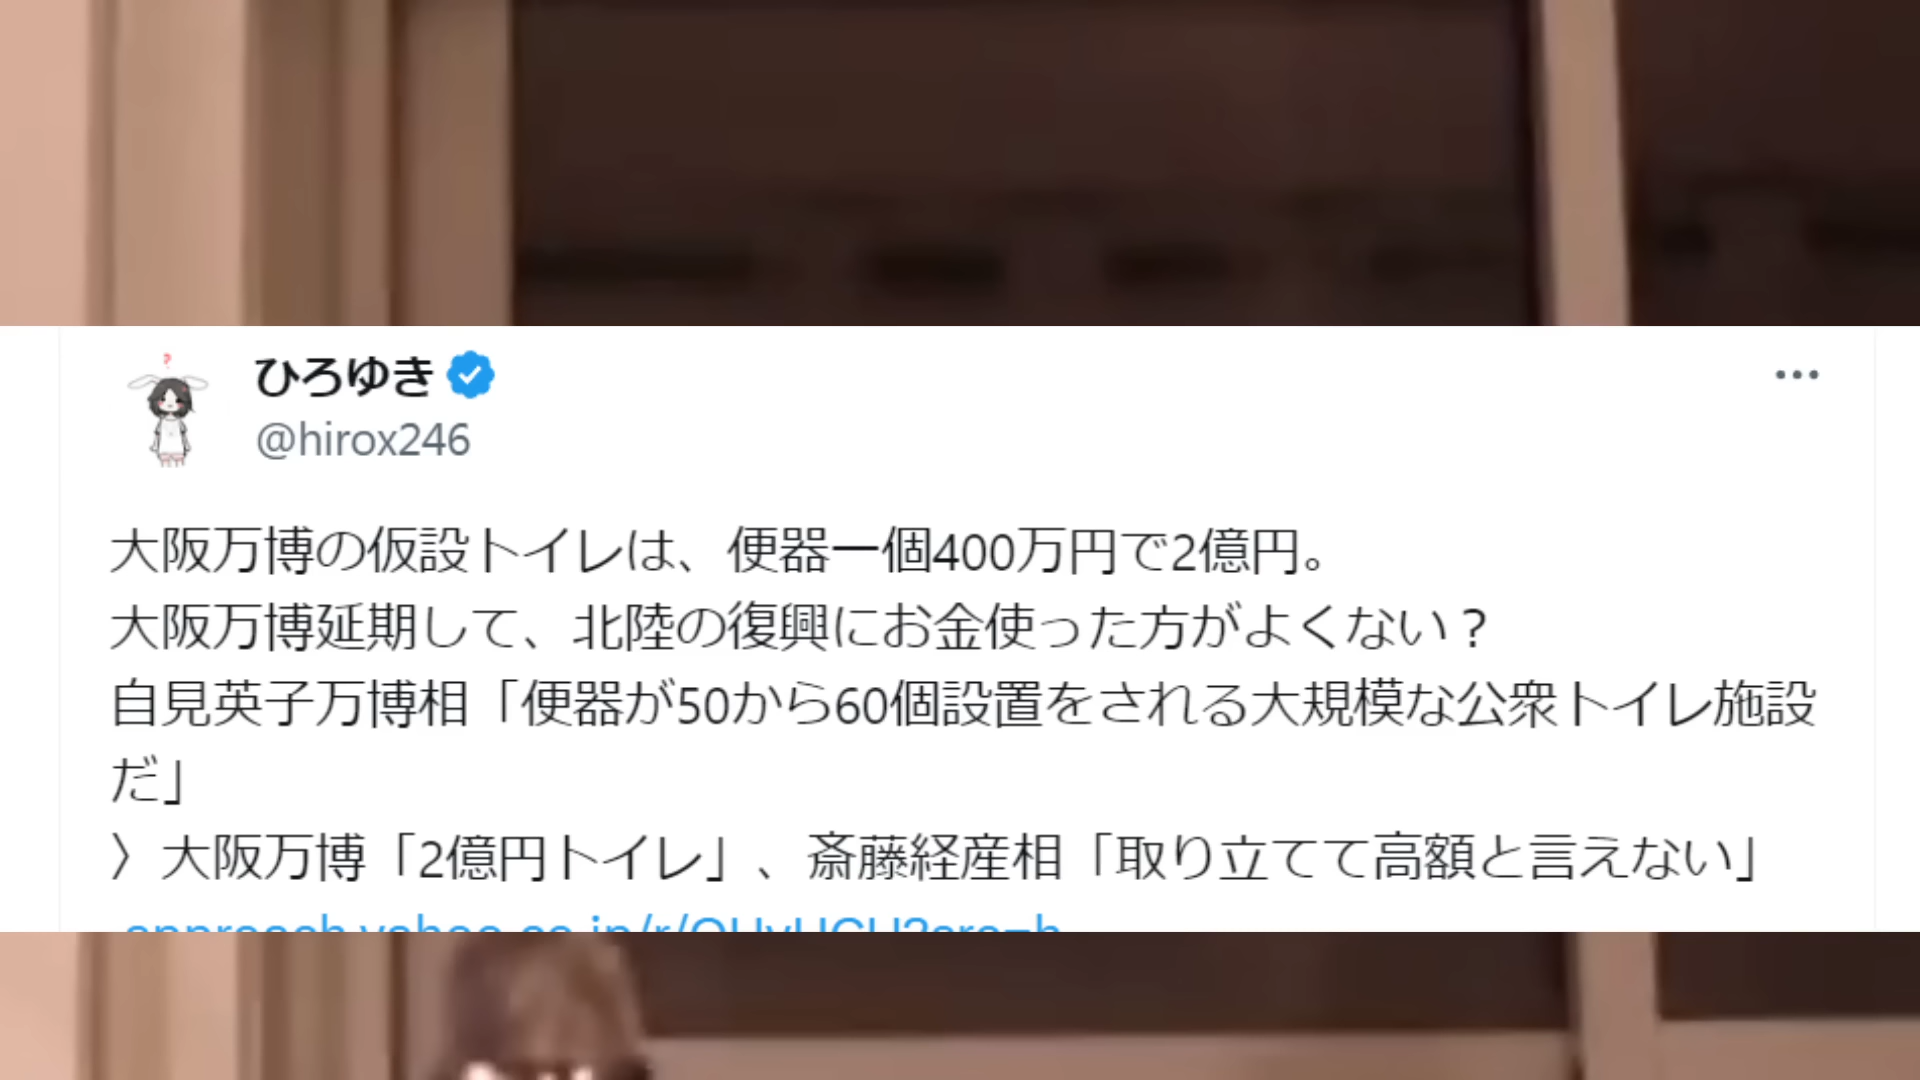 ?
ひろゆき
@hirox246
大阪万博の仮設トイレは、便器一個400万円で2億円。
大阪万博延期して、北陸の復興にお金使った方がよくない？
自見英子万博相「便器が50から60個設置をされる大規模な公衆トイレ施設
だ」
〉大阪万博「2億円トイレ」、斎藤経産相「取り立てて高額と言えない」